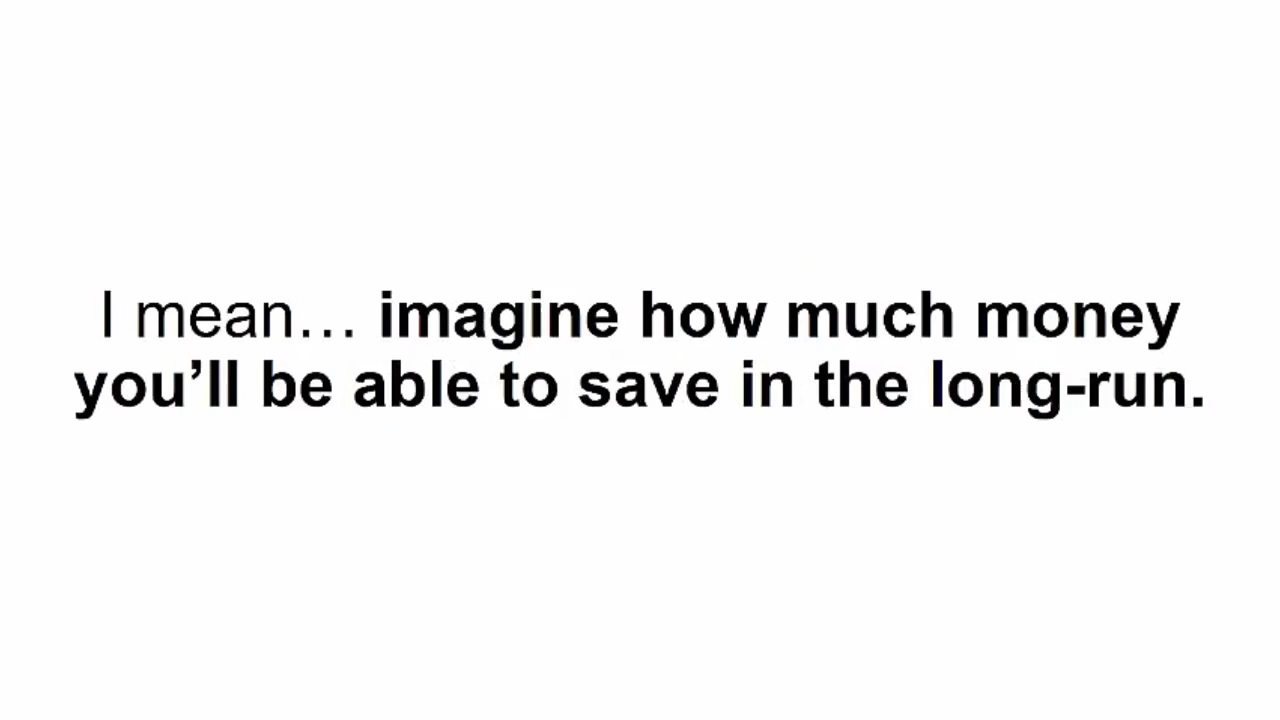 I mean… imagine how much money
you’ll be able to save in the long-run.